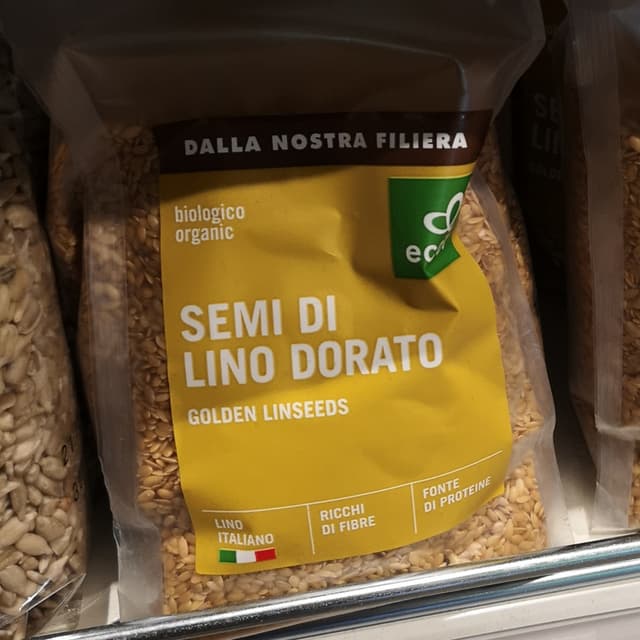 DALLA NOSTRA FILIERA
biologico
organic
SEMI DI
LINO DORATO
GOLDEN LINSEEDS
LINO
ITALIANO
RICCHI
DI FIBRE
FONTE
DI PROTEINE